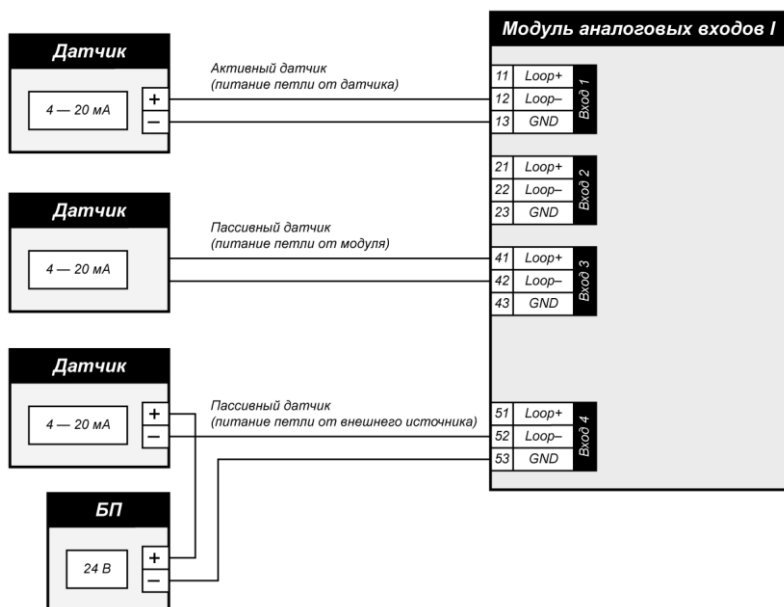 Модуль аналоговых входов I
Датчик
4 — 20 мА
+
−
Активный датчик
(питание петли от датчика)
11 Loop+
12 Loop–
13 GND
Вход 1
21 Loop+
22 Loop–
23 GND
Вход 2
Датчик
4 — 20 мА
Пассивный датчик
(питание петли от модуля)
41 Loop+
42 Loop–
43 GND
Вход 3
Датчик
4 — 20 мА
+
−
Пассивный датчик
(питание петли от внешнего источника)
51 Loop+
52 Loop–
53 GND
Вход 4
БП
24 В
+
−